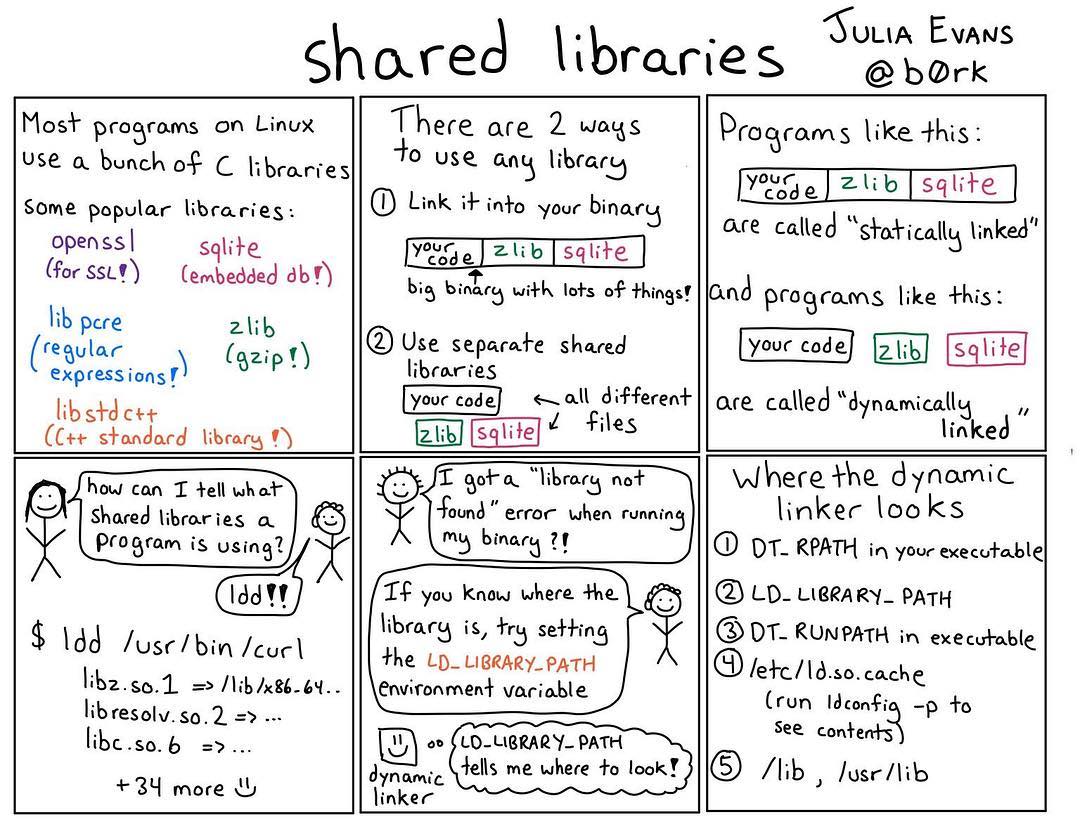 shared libraries
JULIA EVANS
@b0rk
Most programs on Linux
use a bunch of C libraries
some popular libraries:
openssl
(for SSL!)
sqlite
(embedded db!)
lib pcre
(regular
expressions!)
zlib
(gzip!)
libstdc++
(C++ standard library!)
There are 2 ways
to use any library
① Link it into your binary
your
code
zlib
sqlite
big binary with lots of things!
② Use separate shared
libraries
your code
zlib
sqlite
← all different
files
Programs like this:
your
code
zlib
sqlite
are called "statically linked"
and programs like this:
your code
zlib
sqlite
are called "dynamically
linked"
how can I tell what
shared libraries a
program is using?
ldd!!
$ ldd /usr/bin/curl
libz.so.1 => /lib/x86_64..
libresolv.so.2 => ...
libc.so.6 => ...
+34 more
I got a "library not
found" error when running
my binary?!
If you know where the
library is, try setting
the LD_LIBRARY_PATH
environment variable
dynamic
linker
LD_LIBRARY_PATH
tells me where to look!
Where the dynamic
linker looks
① DT_RPATH in your executable
② LD_LIBRARY_PATH
③ DT_RUNPATH in executable
④ /etc/ld.so.cache
(run ldconfig -p to
see contents)
⑤ /lib, /usr/lib